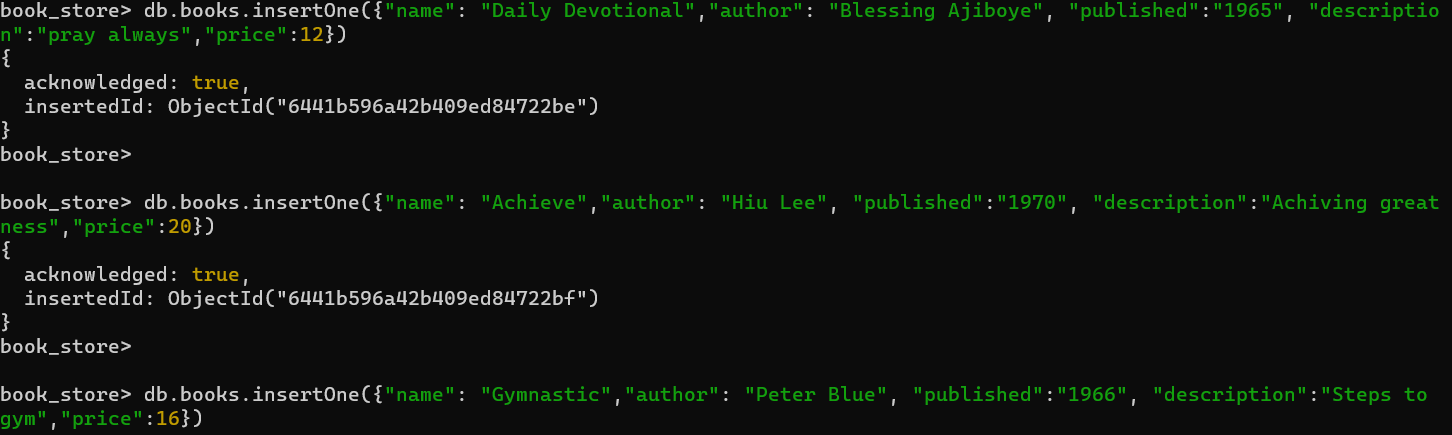 book_store> db.books.insertOne({"name": "Daily Devotional","author": "Blessing Ajiboye", "published":"1965", "descriptio
n":"pray always","price":12})
{
  acknowledged: true,
  insertedId: ObjectId("6441b596a42b409ed84722be")
}
book_store>
book_store> db.books.insertOne({"name": "Achieve","author": "Hiu Lee", "published":"1970", "description":"Achiving great
ness","price":20})
{
  acknowledged: true,
  insertedId: ObjectId("6441b596a42b409ed84722bf")
}
book_store>
book_store> db.books.insertOne({"name": "Gymnastic","author": "Peter Blue", "published":"1966", "description":"Steps to
gym","price":16})